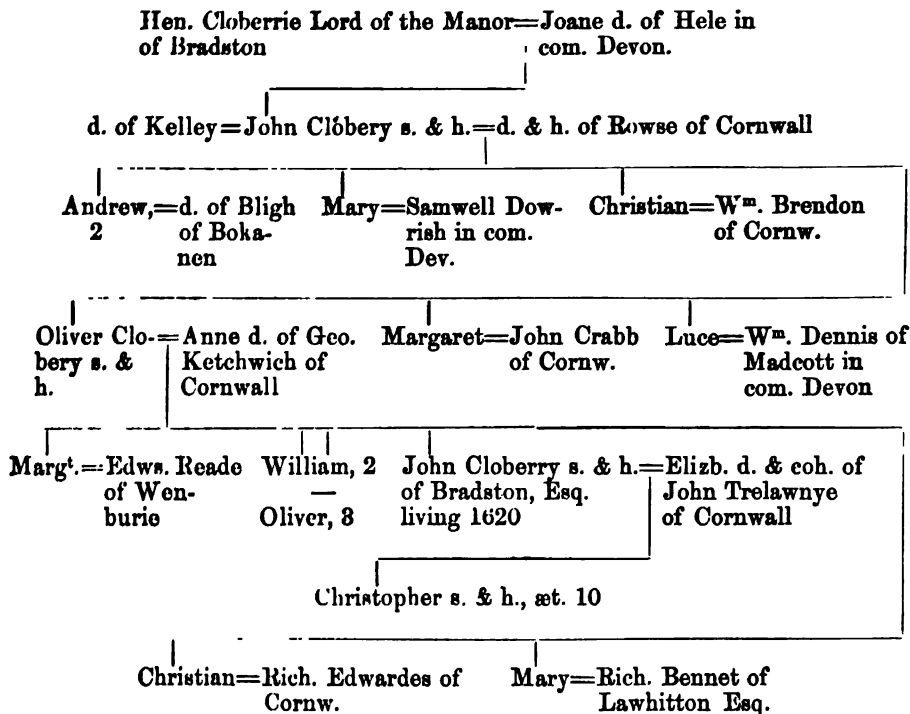 Hen. Cloberrie Lord of the Manor=Joane d. of Hele in
of Bradston com. Devon.
d. of Kelley=John Clobery s. & h.=d. & h. of Rowse of Cornwall
Andrew,=d. of Bligh Mary=Samwell Dow- Christian=Wm. Brendon
2 of Boka- rish in com. of Cornw.
nen Dev.
Oliver Clo-=Anne d. of Geo. Margaret=John Crabb Luce=Wm. Dennis of
bery s. & Ketchwich of of Cornw. Madcott in
h. Cornwall com. Devon
Margt.=Edws. Reade William, 2 John Cloberry s. & h.=Elizb. d. & coh. of
of Wen- — of Bradston, Esq. John Trelawnye
burie Oliver, 3 living 1620 of Cornwall
Christopher s. & h., æt. 10
Christian=Rich. Edwardes of Mary=Rich. Bennet of
Cornw. Lawhitton Esq.